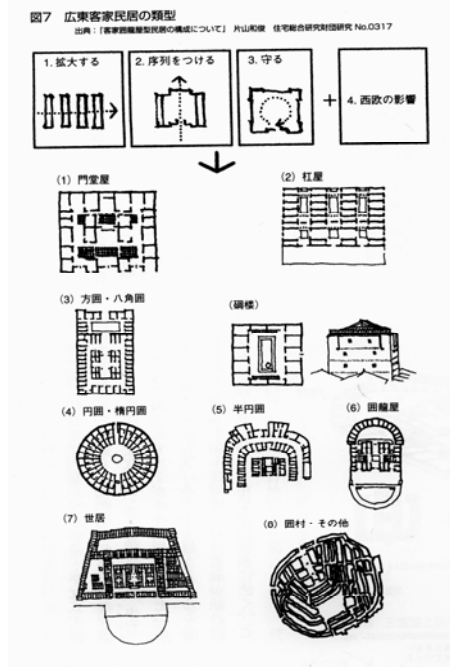 図7 広東客家民居の類型
出典:「客家囲龍屋型民居の構成について」 片山和俊 住宅総合研究財団研究 No.0317
1. 拡大する
2. 序列をつける
3. 守る
4. 西欧の影響
(1) 門堂屋
(2) 杠屋
(3) 方囲・八角囲
(碉楼)
(4) 円囲・楕円囲
(5) 半円囲
(6) 囲龍屋
(7) 世居
(8) 囲村・その他